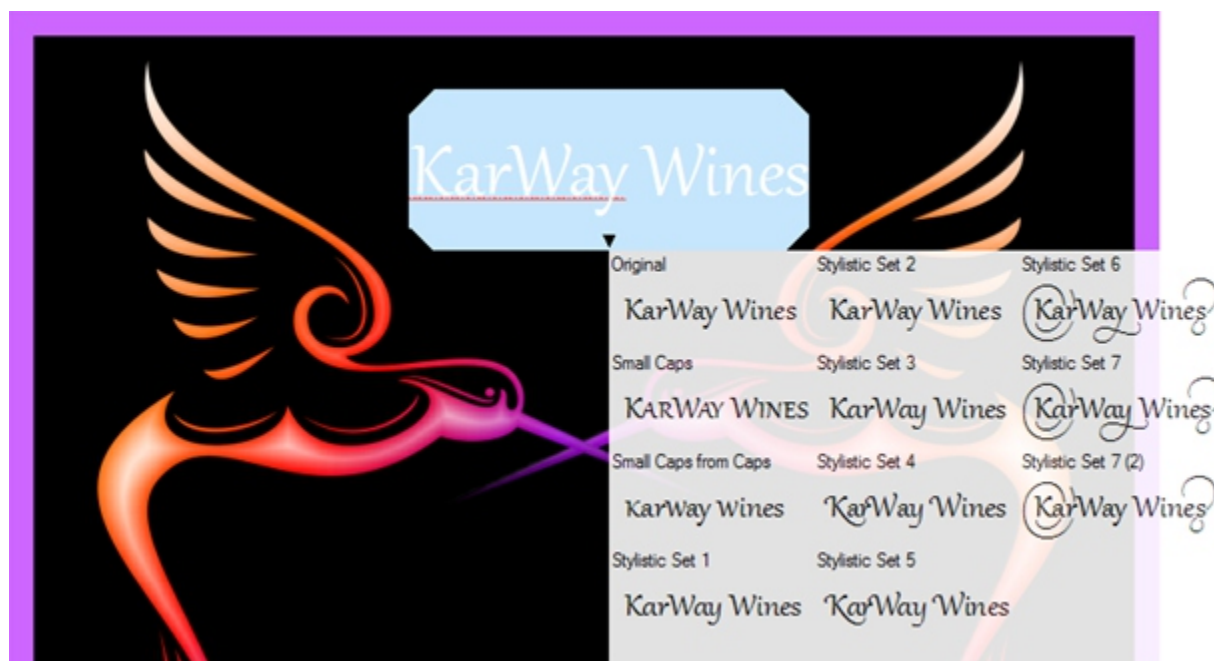 KarWay Wines
Original
KarWay Wines
Small Caps
KARWAY WINES
Small Caps from Caps
KarWay Wines
Stylistic Set 1
KarWay Wines
Stylistic Set 2
KarWay Wines
Stylistic Set 3
KarWay Wines
Stylistic Set 4
KarWay Wines
Stylistic Set 5
KarWay Wines
Stylistic Set 6
KarWay Wines
Stylistic Set 7
KarWay Wines
Stylistic Set 7 (2)
KarWay Wines